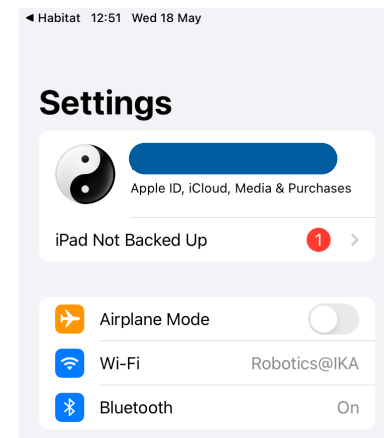 ◀ Habitat 12:51 Wed 18 May
Settings
Apple ID, iCloud, Media & Purchases
iPad Not Backed Up 1
Airplane Mode
Wi-Fi Robotics@IKA
Bluetooth On